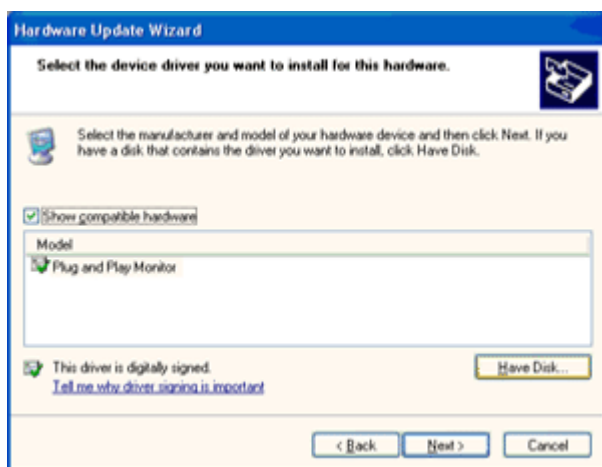 Hardware Update Wizard
Select the device driver you want to install for this hardware.
Select the manufacturer and model of your hardware device and then click Next. If you
have a disk that contains the driver you want to install, click Have Disk.
Show compatible hardware
Model
Plug and Play Monitor
This driver is digitally signed.
Have Disk...
Tell me why driver signing is important
< Back
Next >
Cancel